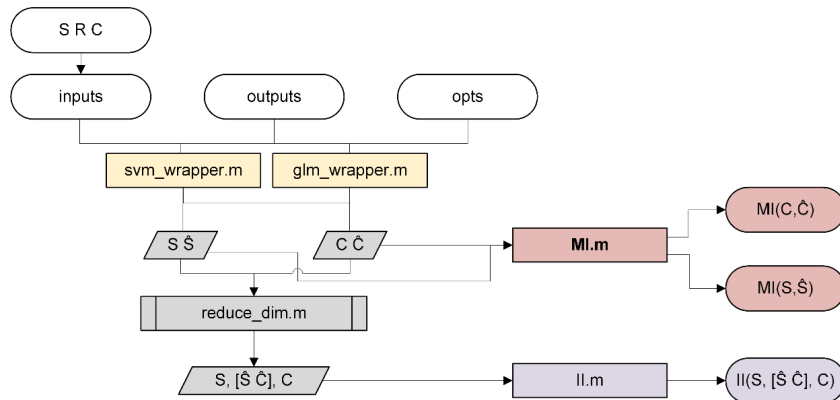 S R C
inputs
outputs
opts
svm_wrapper.m
glm_wrapper.m
S Ŝ
C Ĉ
MI.m
MI(C,Ĉ)
MI(S,Ŝ)
reduce_dim.m
S, [Ŝ Ĉ], C
II.m
II(S, [Ŝ Ĉ], C)